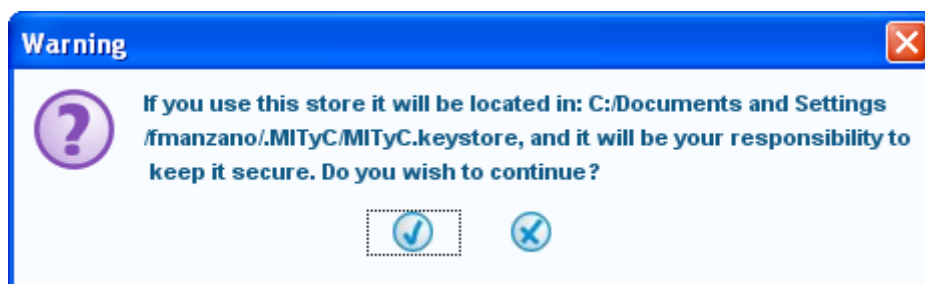 Warning
If you use this store it will be located in: C:/Documents and Settings
/fmanzano/.MITyC/MITyC.keystore, and it will be your responsibility to
keep it secure. Do you wish to continue?